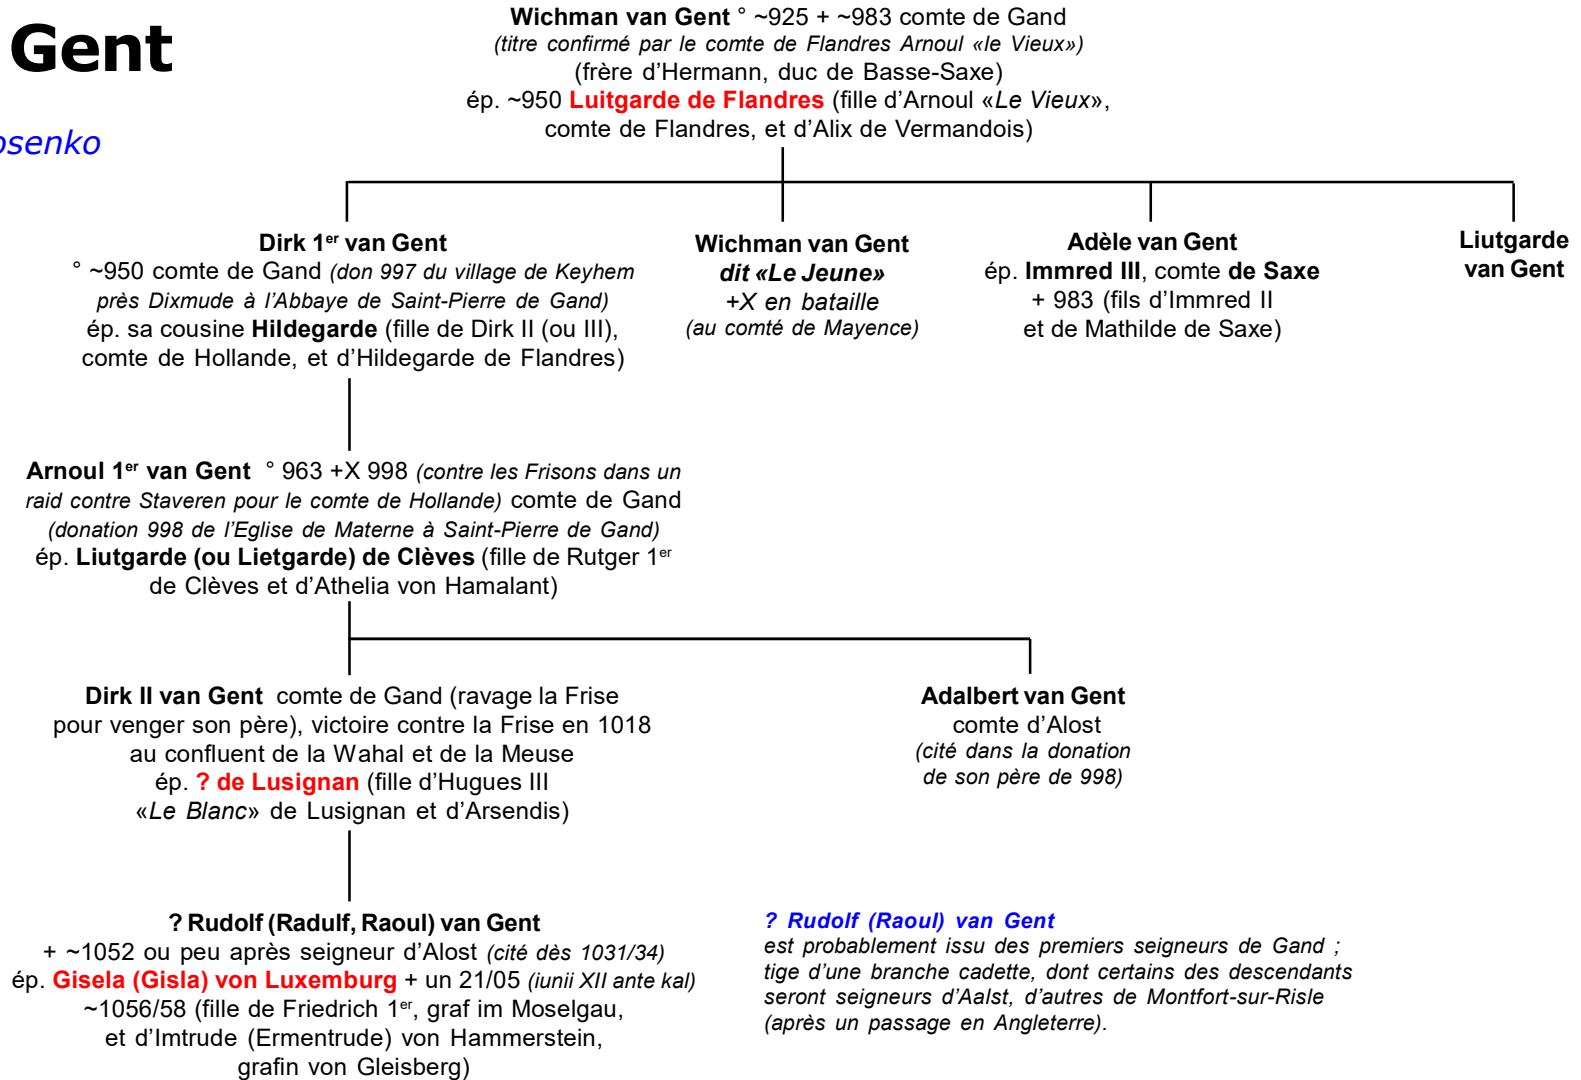 Gent
osenko
Wichman van Gent ° ~925 + ~983 comte de Gand
(titre confirmé par le comte de Flandres Arnoul «le Vieux»)
(frère d’Hermann, duc de Basse-Saxe)
ép. ~950 Luitgarde de Flandres (fille d’Arnoul «Le Vieux»,
comte de Flandres, et d’Alix de Vermandois)
Dirk 1er van Gent
° ~950 comte de Gand (don 997 du village de Keyhem
près Dixmude à l’Abbaye de Saint-Pierre de Gand)
ép. sa cousine Hildegarde (fille de Dirk II (ou III),
comte de Hollande, et d’Hildegarde de Flandres)
Wichman van Gent
dit «Le Jeune»
+X en bataille
(au comté de Mayence)
Adèle van Gent
ép. Immred III, comte de Saxe
+ 983 (fils d’Immred II
et de Mathilde de Saxe)
Liutgarde
van Gent
Arnoul 1er van Gent ° 963 +X 998 (contre les Frisons dans un
raid contre Staveren pour le comte de Hollande) comte de Gand
(donation 998 de l’Eglise de Materne à Saint-Pierre de Gand)
ép. Liutgarde (ou Lietgarde) de Clèves (fille de Rutger 1er
de Clèves et d’Athelia von Hamalant)
Dirk II van Gent comte de Gand (ravage la Frise
pour venger son père), victoire contre la Frise en 1018
au confluent de la Wahal et de la Meuse
ép. ? de Lusignan (fille d’Hugues III
«Le Blanc» de Lusignan et d’Arsendis)
Adalbert van Gent
comte d’Alost
(cité dans la donation
de son père de 998)
? Rudolf (Radulf, Raoul) van Gent
+ ~1052 ou peu après seigneur d’Alost (cité dès 1031/34)
ép. Gisela (Gisla) von Luxemburg + un 21/05 (iunii XII ante kal)
~1056/58 (fille de Friedrich 1er, graf im Moselgau,
et d’Imtrude (Ermentrude) von Hammerstein,
grafin von Gleisberg)
? Rudolf (Raoul) van Gent
est probablement issu des premiers seigneurs de Gand ;
tige d’une branche cadette, dont certains des descendants
seront seigneurs d’Aalst, d’autres de Montfort-sur-Risle
(après un passage en Angleterre).